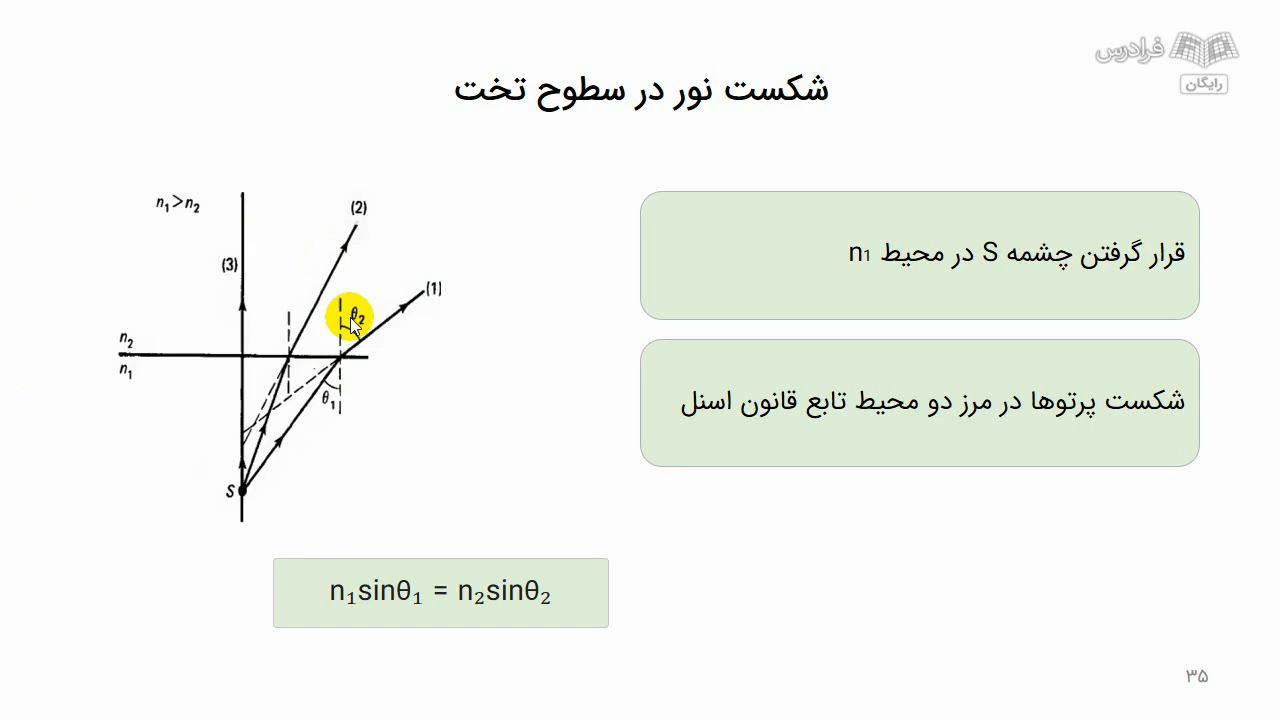 فرادرس
رایگان
شکست نور در سطوح تخت
قرار گرفتن چشمه S در محیط n₁
شکست پرتوها در مرز دو محیط تابع قانون اسنل
n₁>n₂
(2)
(3)
(1)
θ₂
n₂
n₁
θ₁
S
n₁sinθ₁ = n₂sinθ₂
۳۵